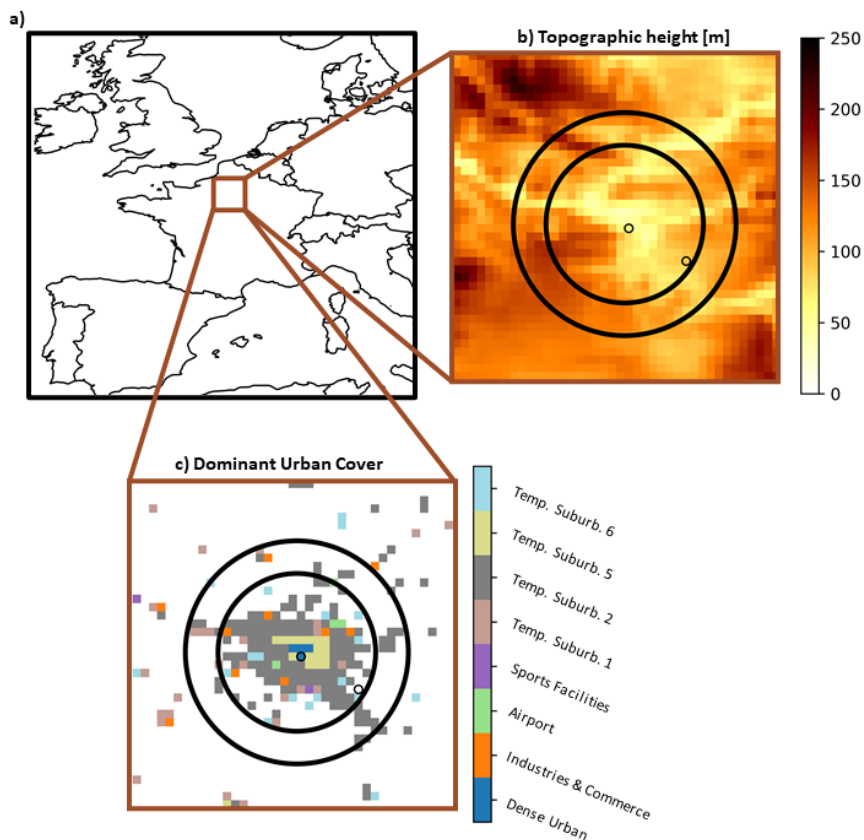 a)
b) Topographic height [m]
250
200
150
100
50
0
c) Dominant Urban Cover
Temp. Suburb. 6
Temp. Suburb. 5
Temp. Suburb. 2
Temp. Suburb. 1
Sports Facilities
Airport
Industries & Commerce
Dense Urban